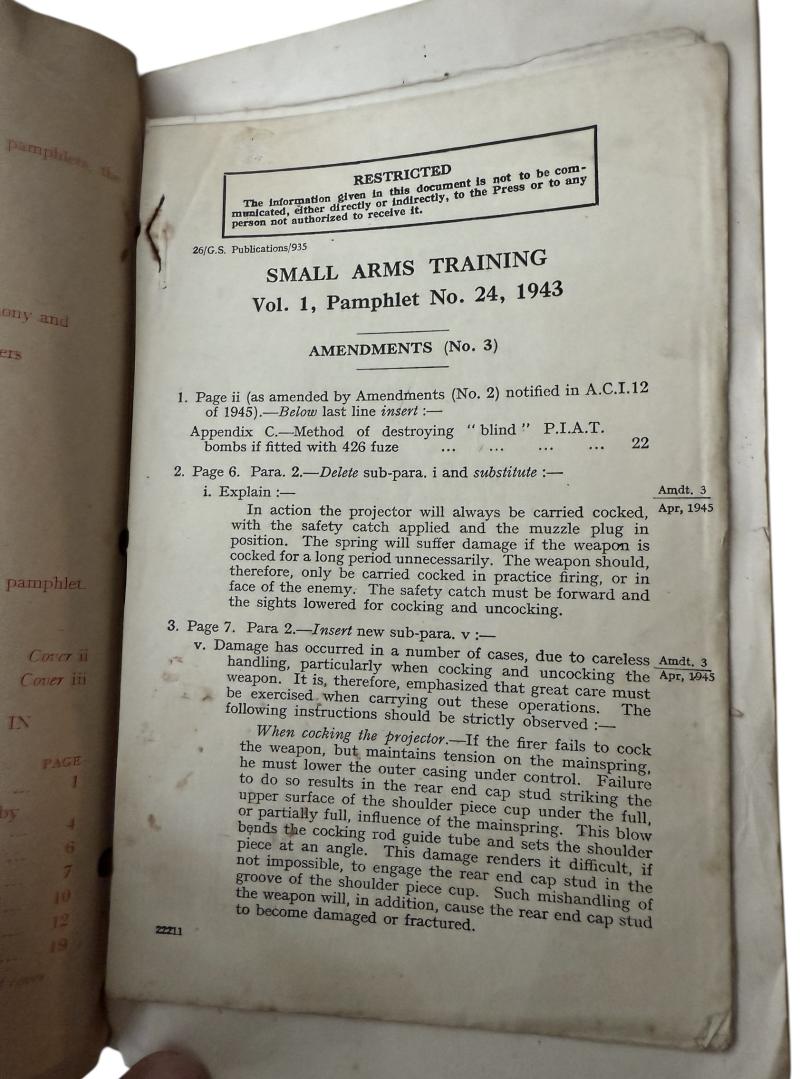 pamphlets, the
ony and
ers
pamphlet.
Cover ii
Cover iii
IN
PAGE
1
by
4
6
7
10
12
19
RESTRICTED
The information given in this document is not to be com-
municated, either directly or indirectly, to the Press or to any
person not authorized to receive it.
26/G.S. Publications/935
SMALL ARMS TRAINING
Vol. 1, Pamphlet No. 24, 1943
AMENDMENTS (No. 3)
1. Page ii (as amended by Amendments (No. 2) notified in A.C.I.12
of 1945).—Below last line insert :—
Appendix C.—Method of destroying “ blind ” P.I.A.T.
bombs if fitted with 426 fuze ... ... ... ... 22
2. Page 6. Para. 2.—Delete sub-para. i and substitute :—
i. Explain :—
Amdt. 3
Apr, 1945
In action the projector will always be carried cocked,
with the safety catch applied and the muzzle plug in
position. The spring will suffer damage if the weapon is
cocked for a long period unnecessarily. The weapon should,
therefore, only be carried cocked in practice firing, or in
face of the enemy. The safety catch must be forward and
the sights lowered for cocking and uncocking.
3. Page 7. Para 2.—Insert new sub-para. v :—
Amdt. 3
Apr, 1945
v. Damage has occurred in a number of cases, due to careless
handling, particularly when cocking and uncocking the
weapon. It is, therefore, emphasized that great care must
be exercised when carrying out these operations. The
following instructions should be strictly observed :—
When cocking the projector.—If the firer fails to cock
the weapon, but maintains tension on the mainspring,
he must lower the outer casing under control. Failure
to do so results in the rear end cap stud striking the
upper surface of the shoulder piece cup under the full,
or partially full, influence of the mainspring. This blow
bends the cocking rod guide tube and sets the shoulder
piece at an angle. This damage renders it difficult, if
not impossible, to engage the rear end cap stud in the
groove of the shoulder piece cup. Such mishandling of
the weapon will, in addition, cause the rear end cap stud
to become damaged or fractured.
22211